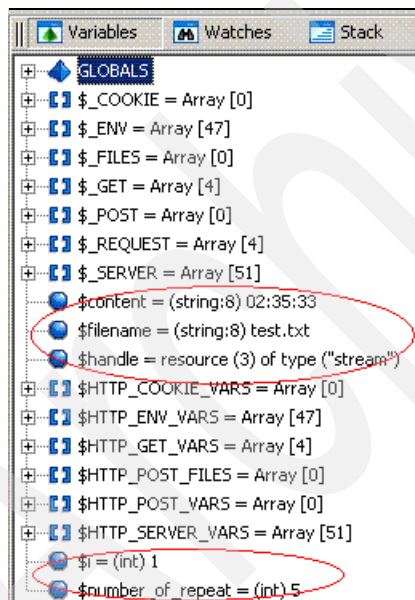 Variables Watches Stack
GLOBALS
$_COOKIE = Array [0]
$_ENV = Array [47]
$_FILES = Array [0]
$_GET = Array [4]
$_POST = Array [0]
$_REQUEST = Array [4]
$_SERVER = Array [51]
$content = (string:8) 02:35:33
$filename = (string:8) test.txt
$handle = resource (3) of type ("stream")
$HTTP_COOKIE_VARS = Array [0]
$HTTP_ENV_VARS = Array [47]
$HTTP_GET_VARS = Array [4]
$HTTP_POST_FILES = Array [0]
$HTTP_POST_VARS = Array [0]
$HTTP_SERVER_VARS = Array [51]
$i = (int) 1
$number_of_repeat = (int) 5